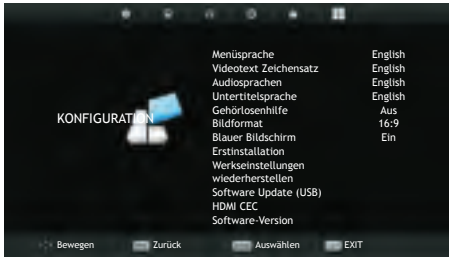 KONFIGURATION
Menüsprache English
Videotext Zeichensatz English
Audiosprachen English
Untertitelsprache English
Gehörlosenhilfe Aus
Bildformat 16:9
Blauer Bildschirm Ein
Erstinstallation
Werkseinstellungen
wiederherstellen
Software Update (USB)
HDMI CEC
Software-Version
Bewegen Zurück Auswählen EXIT